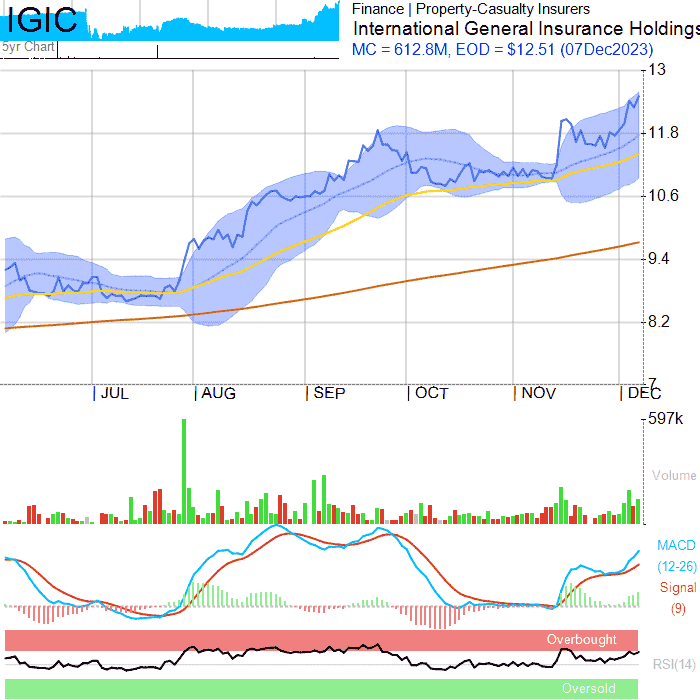 IGIC
5yr Chart
Finance | Property-Casualty Insurers
International General Insurance Holdings
MC = 612.8M, EOD = $12.51 (07Dec2023)
13
11.8
10.6
9.4
8.2
7
JUL AUG SEP OCT NOV DEC
597k
Volume
MACD
(12-26)
Signal
(9)
Overbought
RSI(14)
Oversold